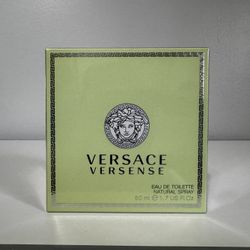 VERSACE
VERSENSE
EAU DE TOILETTE
NATURAL SPRAY
50 ml ℮ 1.7 US Fl.Oz